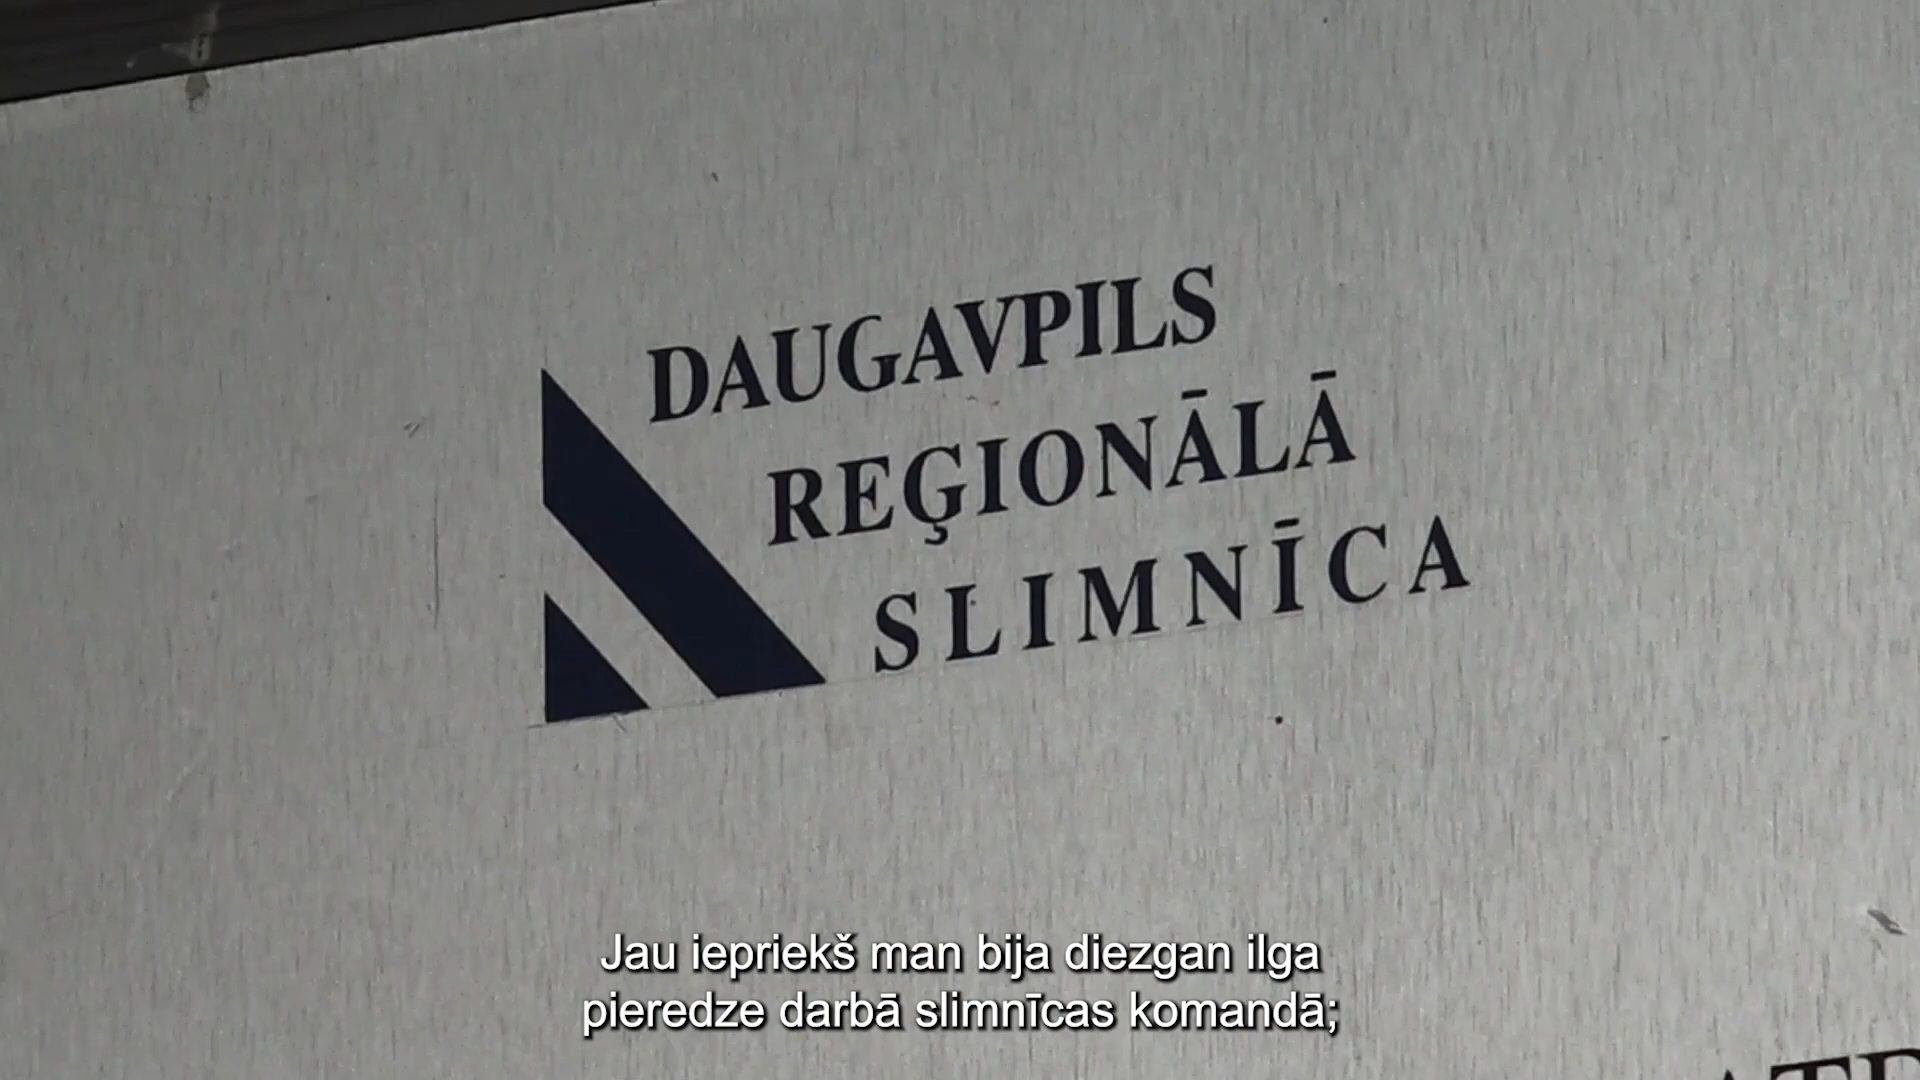 DAUGAVPILS
REĢIONĀLĀ
SLIMNĪCA
Jau iepriekš man bija diezgan ilga
pieredze darbā slimnīcas komandā;